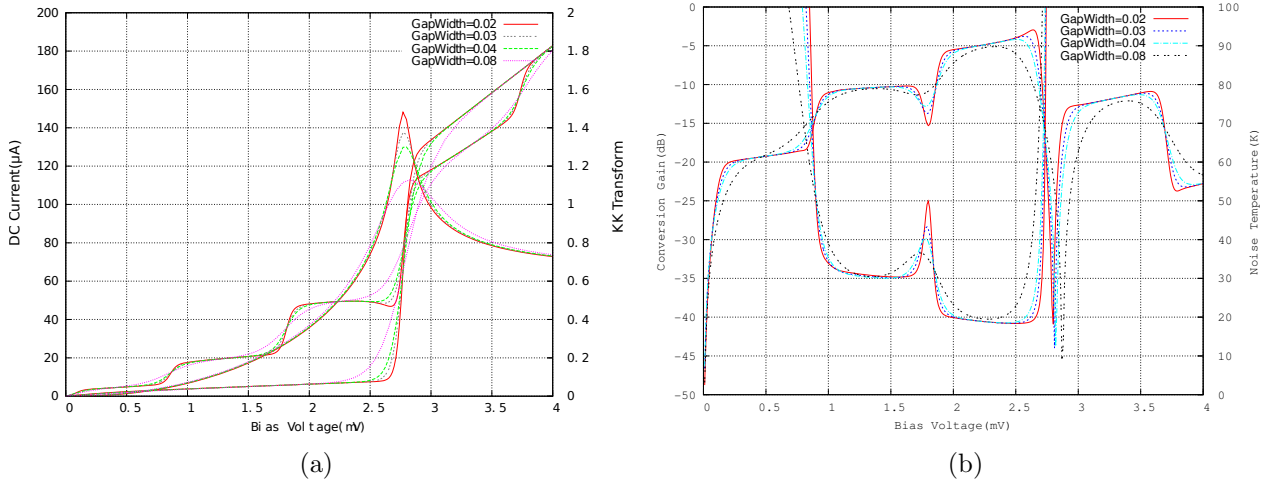 GapWidth=0.02
GapWidth=0.03
GapWidth=0.04
GapWidth=0.08
200
180
160
140
120
100
80
60
40
20
0
DC Current(μA)
2
1.8
1.6
1.4
1.2
1
0.8
0.6
0.4
0.2
0
KK Transform
0 0.5 1 1.5 2 2.5 3 3.5 4
Bias Voltage(mV)
(a)
GapWidth=0.02
GapWidth=0.03
GapWidth=0.04
GapWidth=0.08
0
−5
−10
−15
−20
−25
−30
−35
−40
−45
−50
Conversion Gain(dB)
100
90
80
70
60
50
40
30
20
10
0
Noise Temperature(K)
0 0.5 1 1.5 2 2.5 3 3.5 4
Bias Voltage(mV)
(b)